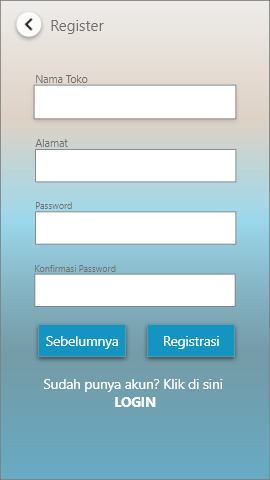 Register
Nama Toko
Alamat
Password
Konfirmasi Password
Sebelumnya
Registrasi
Sudah punya akun? Klik di sini
LOGIN